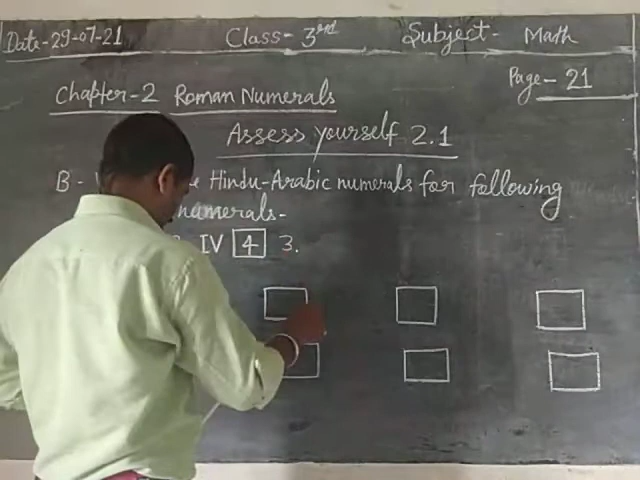 Date-29-07-21 Class- 3rd Subject- Math
Page- 21
Chapter-2 Roman Numerals
Assess yourself 2.1
B- Hindu-Arabic numerals for following
numerals-
IV 4 3.